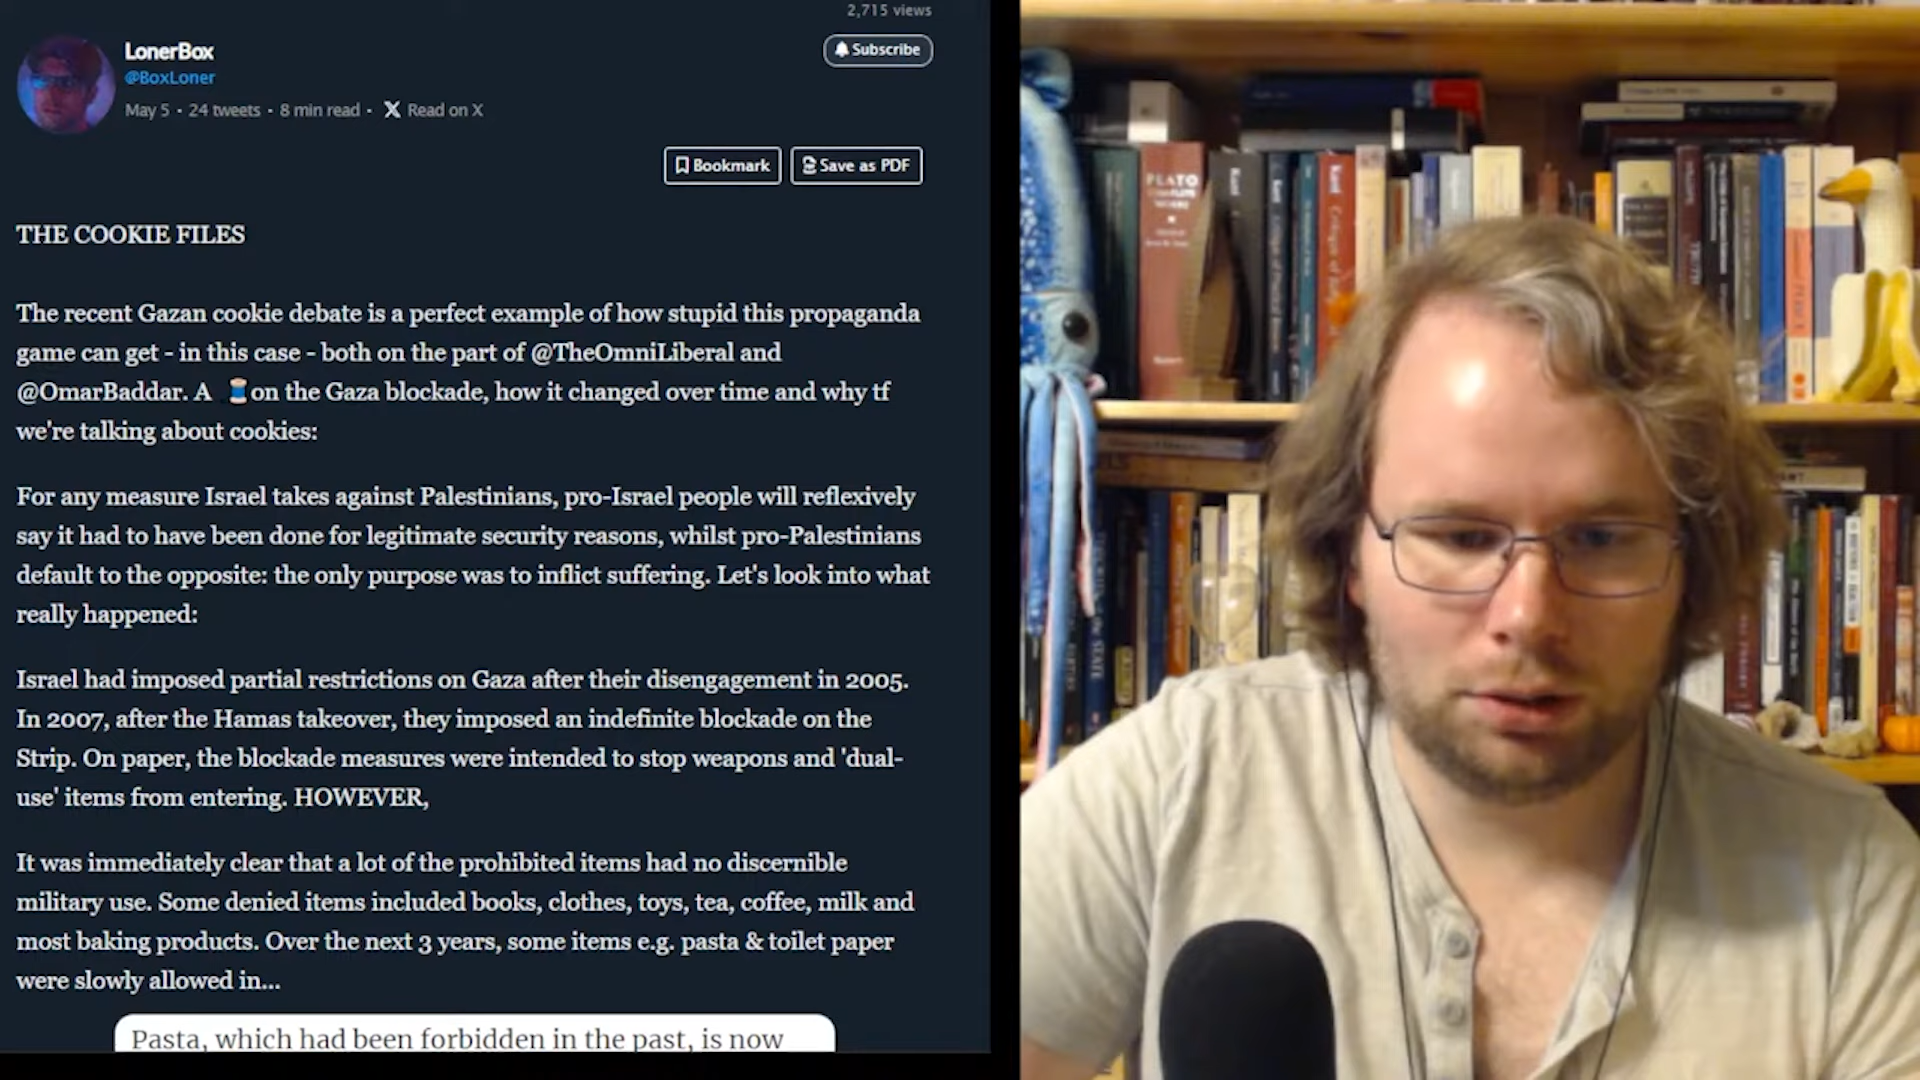 2,715 views
LonerBox
@BoxLoner
Subscribe
May 5 • 24 tweets • 8 min read • X Read on X
Bookmark
Save as PDF
THE COOKIE FILES
The recent Gazan cookie debate is a perfect example of how stupid this propaganda
game can get - in this case - both on the part of @TheOmniLiberal and
@OmarBaddar. A 🧵on the Gaza blockade, how it changed over time and why tf
we're talking about cookies:
For any measure Israel takes against Palestinians, pro-Israel people will reflexively
say it had to have been done for legitimate security reasons, whilst pro-Palestinians
default to the opposite: the only purpose was to inflict suffering. Let's look into what
really happened:
Israel had imposed partial restrictions on Gaza after their disengagement in 2005.
In 2007, after the Hamas takeover, they imposed an indefinite blockade on the
Strip. On paper, the blockade measures were intended to stop weapons and 'dual-
use' items from entering. HOWEVER,
It was immediately clear that a lot of the prohibited items had no discernible
military use. Some denied items included books, clothes, toys, tea, coffee, milk and
most baking products. Over the next 3 years, some items e.g. pasta & toilet paper
were slowly allowed in...
Pasta, which had been forbidden in the past, is now
PLATO
Kant
Kant